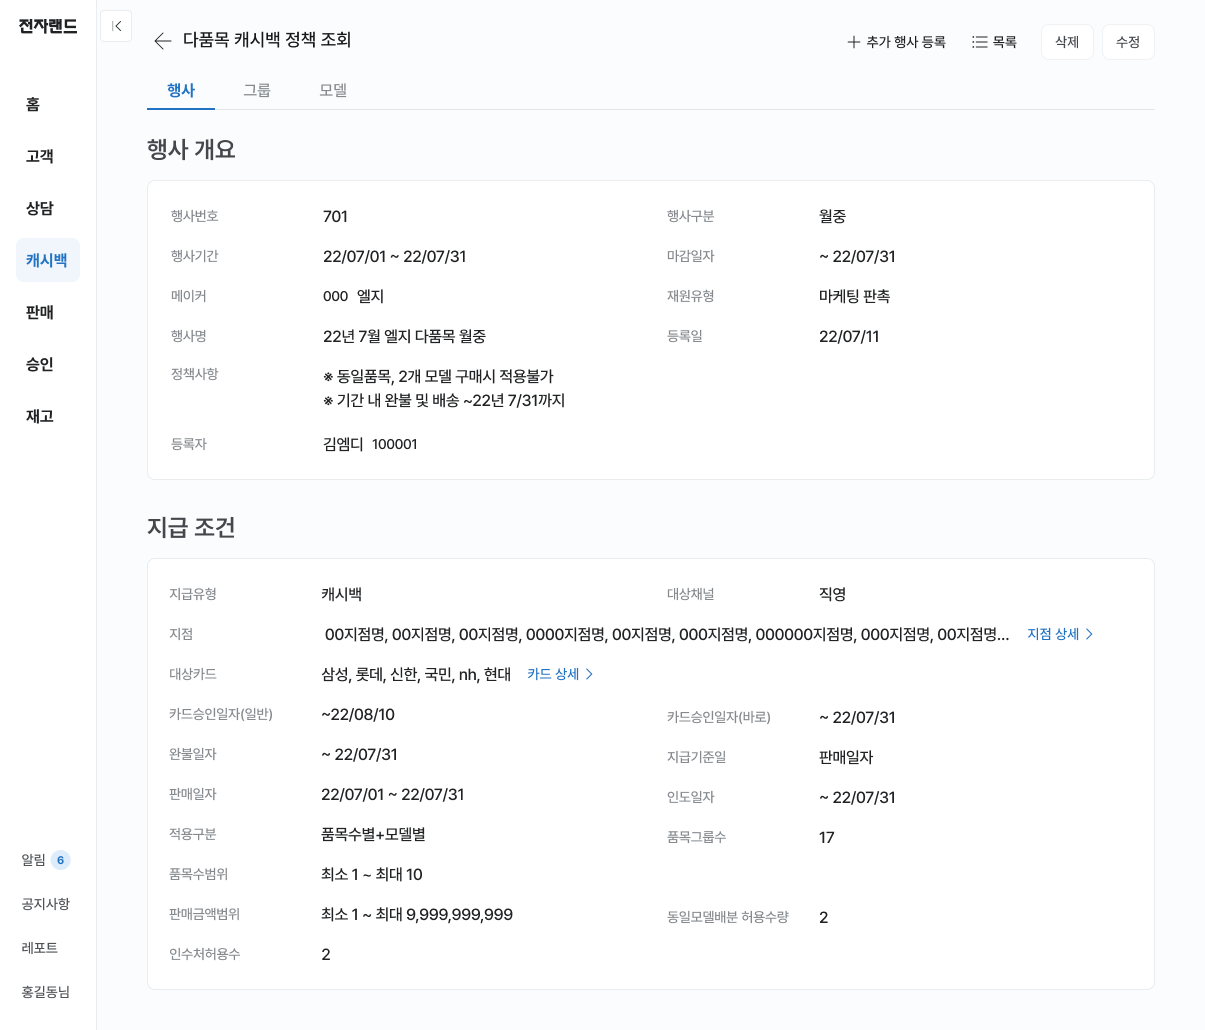 전자랜드
홈
고객
상담
캐시백
판매
승인
재고
알림 6
공지사항
레포트
홍길동님
다품목 캐시백 정책 조회
추가 행사 등록 목록 삭제 수정
행사 그룹 모델
행사 개요
행사번호 701 행사구분 월중
행사기간 22/07/01 ~ 22/07/31 마감일자 ~ 22/07/31
메이커 000 엘지 재원유형 마케팅 판촉
행사명 22년 7월 엘지 다품목 월중 등록일 22/07/11
정책사항 ※ 동일품목, 2개 모델 구매시 적용불가
※ 기간 내 완불 및 배송 ~22년 7/31까지
등록자 김엠디 100001
지급 조건
지급유형 캐시백 대상채널 직영
지점 00지점명, 00지점명, 00지점명, 0000지점명, 00지점명, 000지점명, 000000지점명, 000지점명, 00지점명... 지점 상세
대상카드 삼성, 롯데, 신한, 국민, nh, 현대 카드 상세
카드승인일자(일반) ~22/08/10 카드승인일자(바로) ~ 22/07/31
완불일자 ~ 22/07/31 지급기준일 판매일자
판매일자 22/07/01 ~ 22/07/31 인도일자 ~ 22/07/31
적용구분 품목수별+모델별 품목그룹수 17
품목수범위 최소 1 ~ 최대 10
판매금액범위 최소 1 ~ 최대 9,999,999,999 동일모델배분 허용수량 2
인수처허용수 2